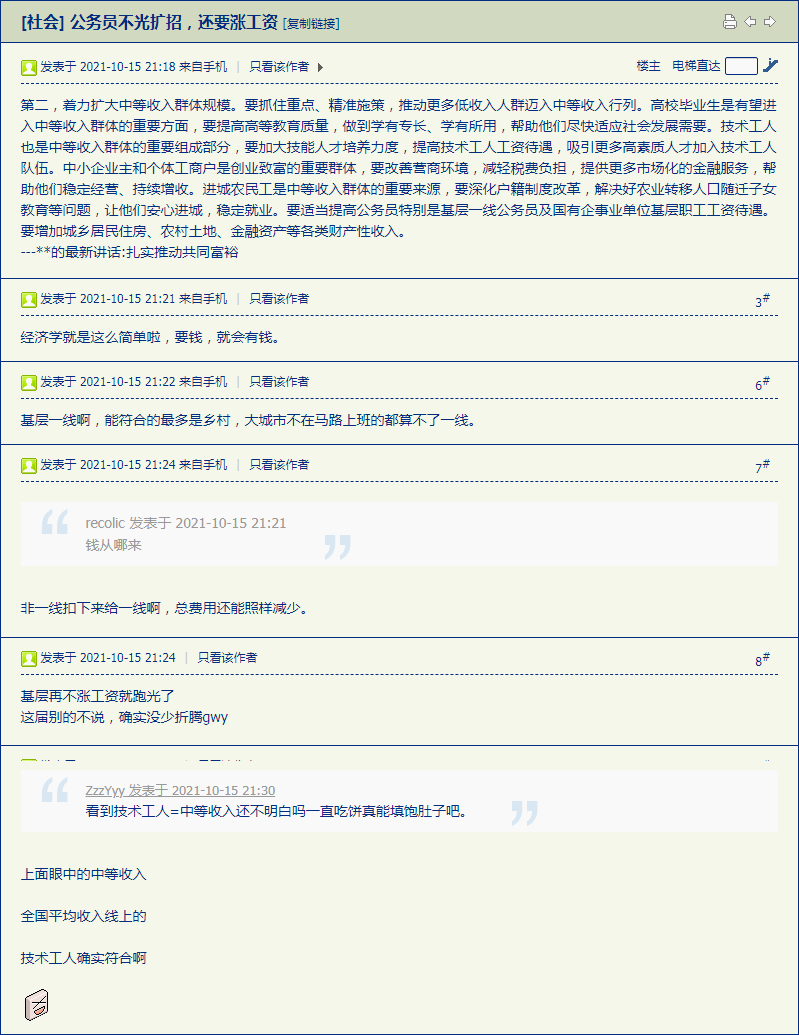 [社会] 公务员不光扩招，还要涨工资 [复制链接]
发表于 2021-10-15 21:18 来自手机 | 只看该作者 楼主 电梯直达
第二，着力扩大中等收入群体规模。要抓住重点、精准施策，推动更多低收入人群迈入中等收入行列。高校毕业生是有望进
入中等收入群体的重要方面，要提高高等教育质量，做到学有专长、学有所用，帮助他们尽快适应社会发展需要。技术工人
也是中等收入群体的重要组成部分，要加大技能人才培养力度，提高技术工人工资待遇，吸引更多高素质人才加入技术工人
队伍。中小企业主和个体工商户是创业致富的重要群体，要改善营商环境，减轻税费负担，提供更多市场化的金融服务，帮
助他们稳定经营、持续增收。进城农民工是中等收入群体的重要来源，要深化户籍制度改革，解决好农业转移人口随迁子女
教育等问题，让他们安心进城，稳定就业。要适当提高公务员特别是基层一线公务员及国有企事业单位基层职工工资待遇。
要增加城乡居民住房、农村土地、金融资产等各类财产性收入。
---**的最新讲话:扎实推动共同富裕
发表于 2021-10-15 21:21 来自手机 | 只看该作者 3#
经济学就是这么简单啦，要钱，就会有钱。
发表于 2021-10-15 21:22 来自手机 | 只看该作者 6#
基层一线啊，能符合的最多是乡村，大城市不在马路上班的都算不了一线。
发表于 2021-10-15 21:24 来自手机 | 只看该作者 7#
recolic 发表于 2021-10-15 21:21
钱从哪来
非一线扣下来给一线啊，总费用还能照样减少。
发表于 2021-10-15 21:24 | 只看该作者 8#
基层再不涨工资就跑光了
这届别的不说，确实没少折腾gwy
ZzzYyy 发表于 2021-10-15 21:30
看到技术工人=中等收入还不明白吗一直吃饼真能填饱肚子吧。
上面眼中的中等收入
全国平均收入线上的
技术工人确实符合啊